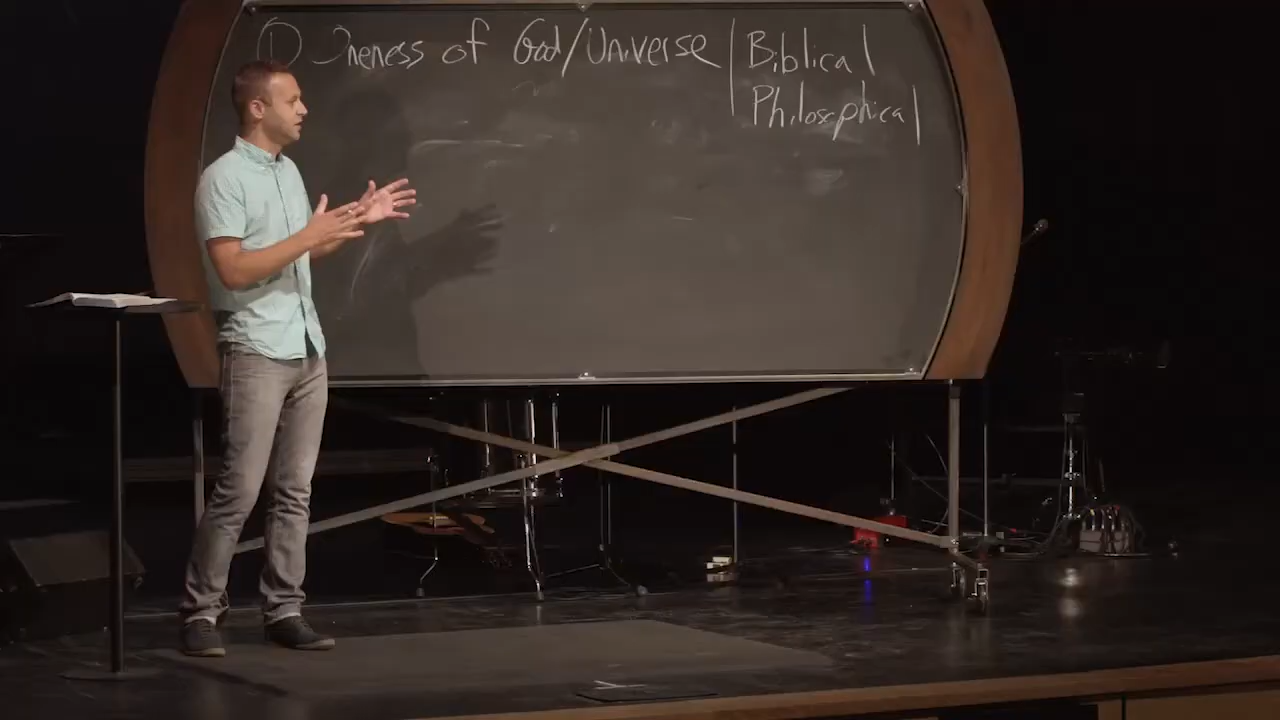 ① Oneness of God/Universe | Biblical |
Philosophical |